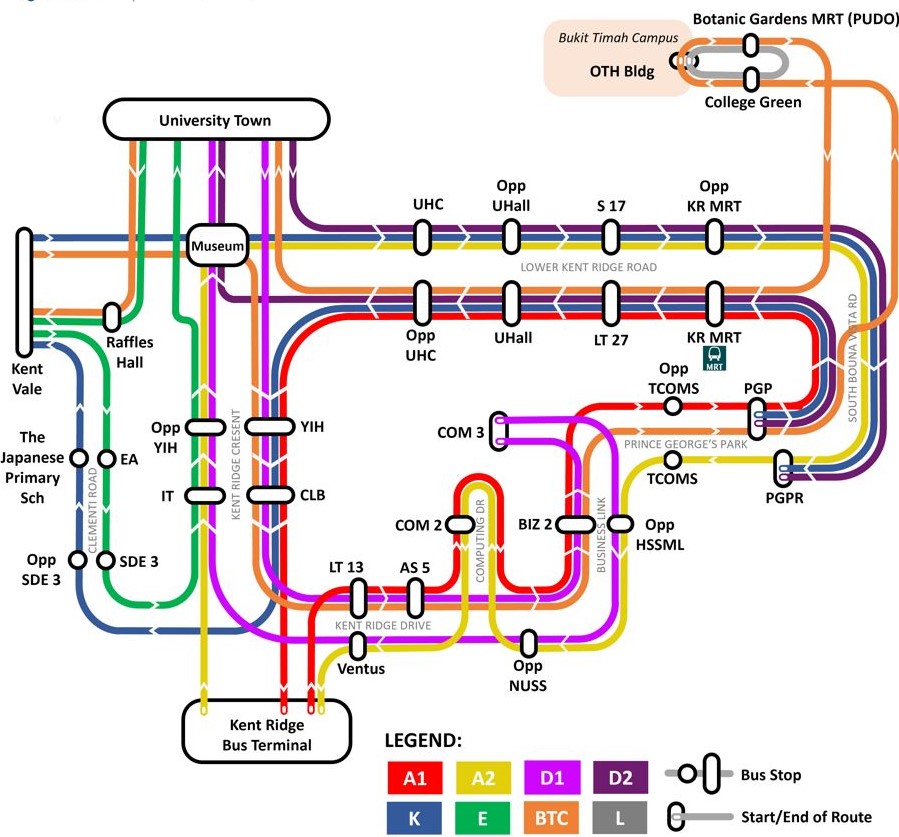 Botanic Gardens MRT (PUDO)
Bukit Timah Campus
OTH Bldg
College Green
University Town
UHC
Opp
UHall
S 17
Opp
KR MRT
Museum
LOWER KENT RIDGE ROAD
Raffles
Hall
Kent
Vale
Opp
UHC
UHall
LT 27
KR MRT
MRT
SOUTH BOUNA VISTA RD
Opp
TCOMS
PGP
Opp
YIH
KENT RIDGE CRESENT
YIH
COM 3
PRINCE GEORGE'S PARK
The
Japanese
Primary
Sch
EA
CLEMENTI ROAD
TCOMS
PGPR
IT
CLB
COM 2
COMPUTING DR
BIZ 2
BUSINESS LINK
Opp
HSSML
Opp
SDE 3
SDE 3
LT 13
AS 5
KENT RIDGE DRIVE
Ventus
Opp
NUSS
Kent Ridge
Bus Terminal
LEGEND:
A1
A2
D1
D2
Bus Stop
K
E
BTC
L
Start/End of Route